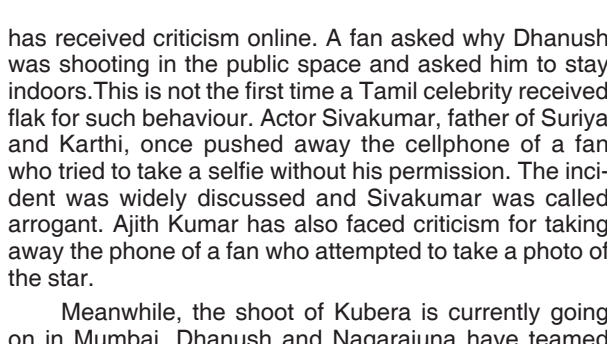 has received criticism online. A fan asked why Dhanush
was shooting in the public space and asked him to stay
indoors.This is not the first time a Tamil celebrity received
flak for such behaviour. Actor Sivakumar, father of Suriya
and Karthi, once pushed away the cellphone of a fan
who tried to take a selfie without his permission. The inci-
dent was widely discussed and Sivakumar was called
arrogant. Ajith Kumar has also faced criticism for taking
away the phone of a fan who attempted to take a photo of
the star.
Meanwhile, the shoot of Kubera is currently going
on in Mumbai. Dhanush and Nagarajuna have teamed